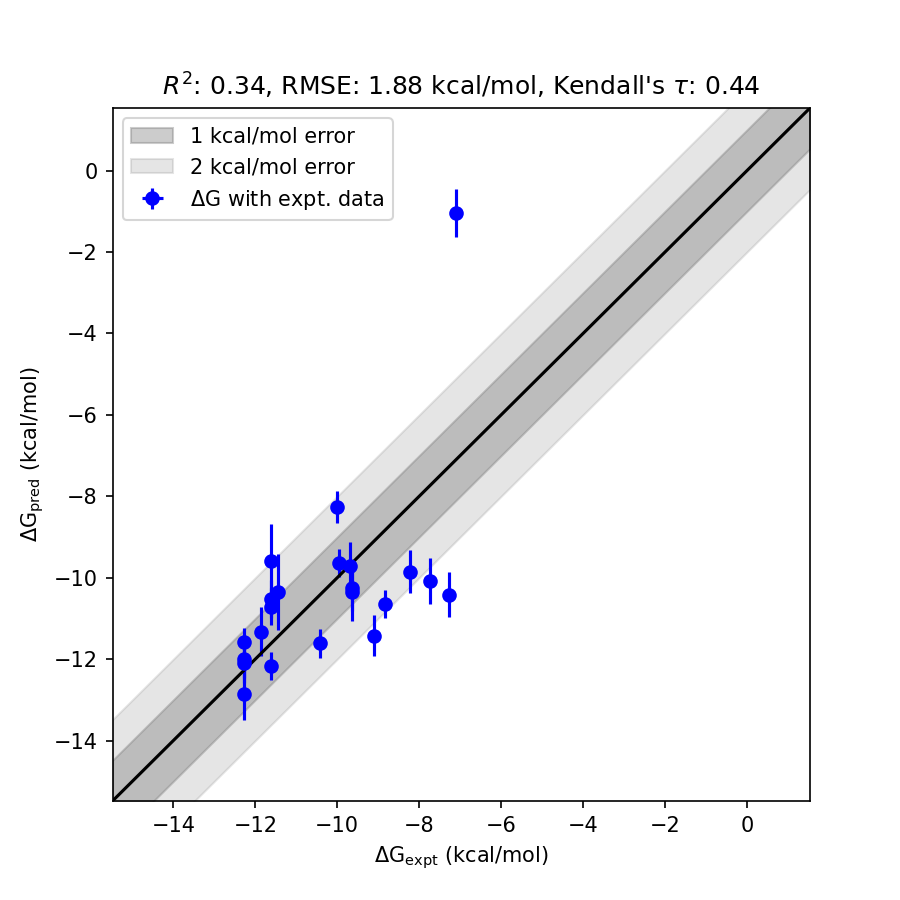 R²: 0.34, RMSE: 1.88 kcal/mol, Kendall's τ: 0.44
1 kcal/mol error
2 kcal/mol error
ΔG with expt. data
0
−2
−4
−6
−8
−10
−12
−14
ΔGpred (kcal/mol)
−14
−12
−10
−8
−6
−4
−2
0
ΔGexpt (kcal/mol)